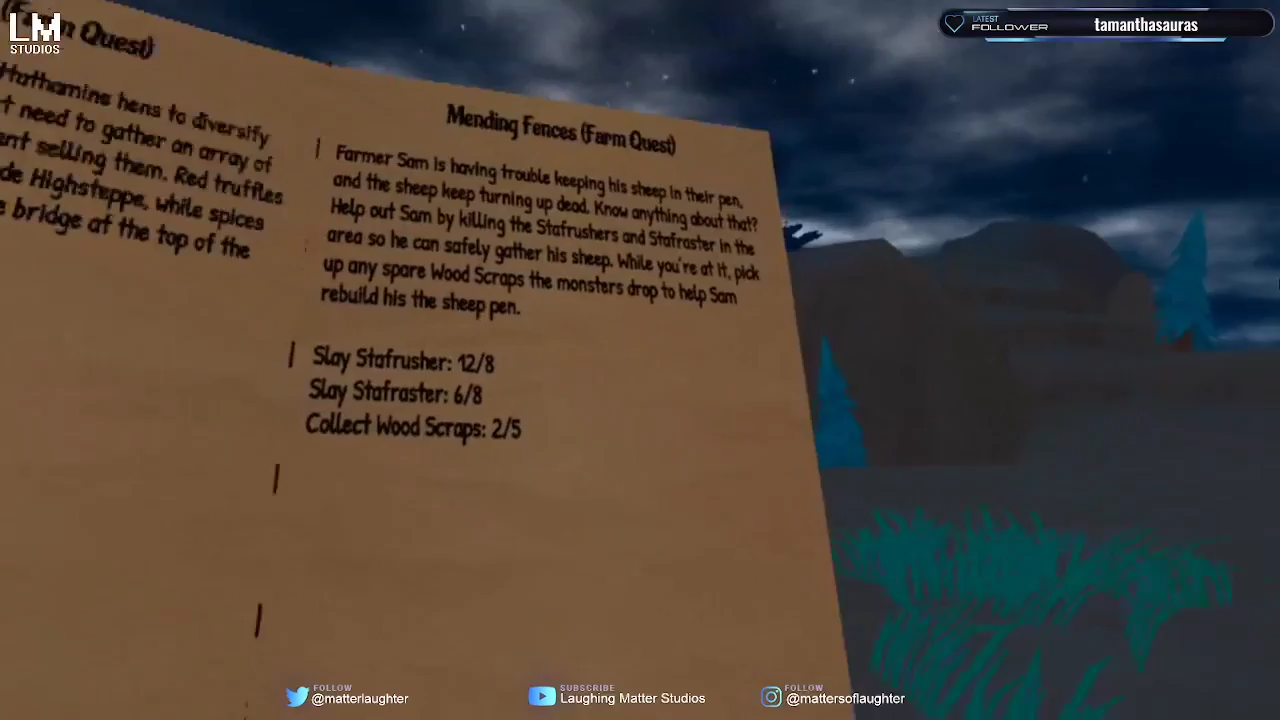 LM
STUDIOS
LATEST
FOLLOWER
tamanthasauras
(Farm Quest)
Huthamine hens to diversify
t need to gather an array of
ent selling them. Red truffles
de Highsteppe, while spices
e bridge at the top of the
Mending Fences (Farm Quest)
Farmer Sam is having trouble keeping his sheep in their pen,
and the sheep keep turning up dead. Know anything about that?
Help out Sam by killing the Stafrushers and Stafraster in the
area so he can safely gather his sheep. While you're at it, pick
up any spare Wood Scraps the monsters drop to help Sam
rebuild his the sheep pen.
Slay Stafrusher: 12/8
Slay Stafraster: 6/8
Collect Wood Scraps: 2/5
FOLLOW
@matterlaughter
SUBSCRIBE
Laughing Matter Studios
FOLLOW
@mattersoflaughter